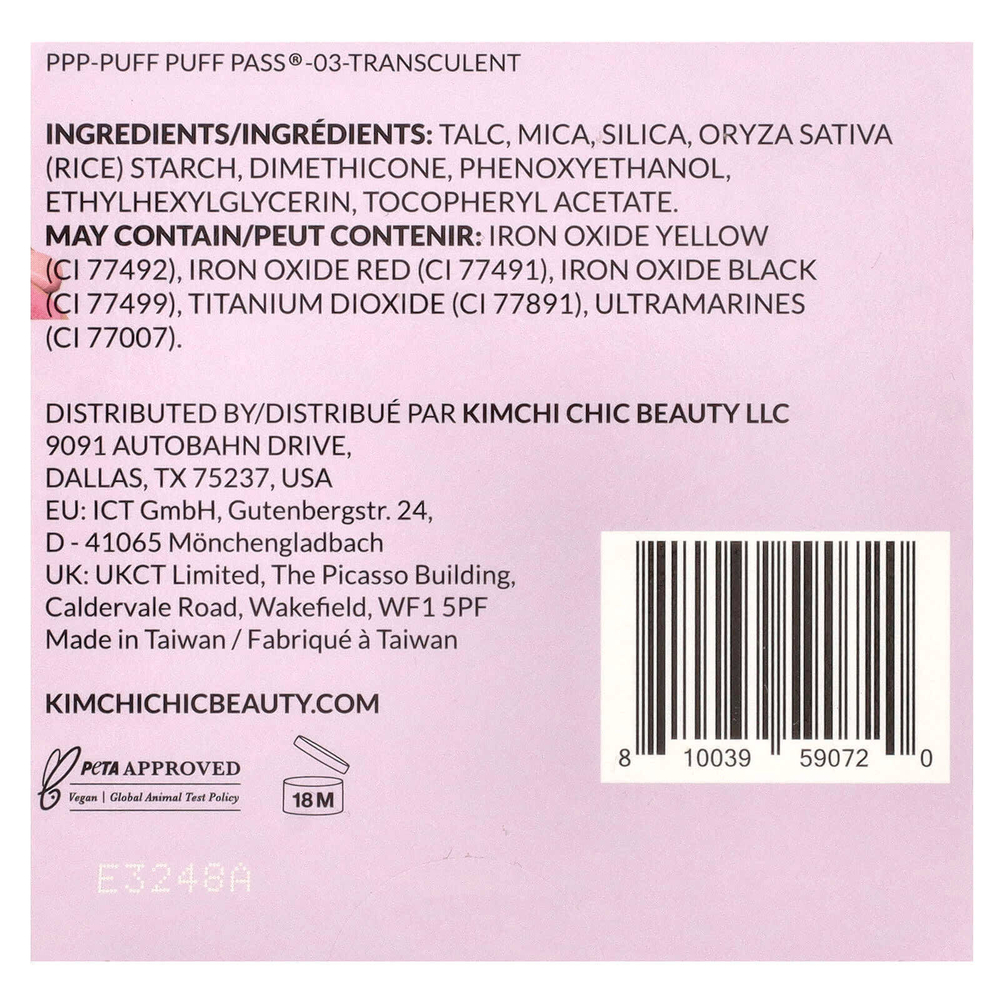 PPP-PUFF PUFF PASS®-03-TRANSCULENT
INGREDIENTS/INGRÉDIENTS: TALC, MICA, SILICA, ORYZA SATIVA
(RICE) STARCH, DIMETHICONE, PHENOXYETHANOL,
ETHYLHEXYLGLYCERIN, TOCOPHERYL ACETATE.
MAY CONTAIN/PEUT CONTENIR: IRON OXIDE YELLOW
(CI 77492), IRON OXIDE RED (CI 77491), IRON OXIDE BLACK
(CI 77499), TITANIUM DIOXIDE (CI 77891), ULTRAMARINES
(CI 77007).
DISTRIBUTED BY/DISTRIBUÉ PAR KIMCHI CHIC BEAUTY LLC
9091 AUTOBAHN DRIVE,
DALLAS, TX 75237, USA
EU: ICT GmbH, Gutenbergstr. 24,
D - 41065 Mönchengladbach
UK: UKCT Limited, The Picasso Building,
Caldervale Road, Wakefield, WF1 5PF
Made in Taiwan / Fabriqué à Taiwan
KIMCHICHICBEAUTY.COM
PETA APPROVED
Vegan | Global Animal Test Policy
18 M
8 10039 59072 0
E3248A